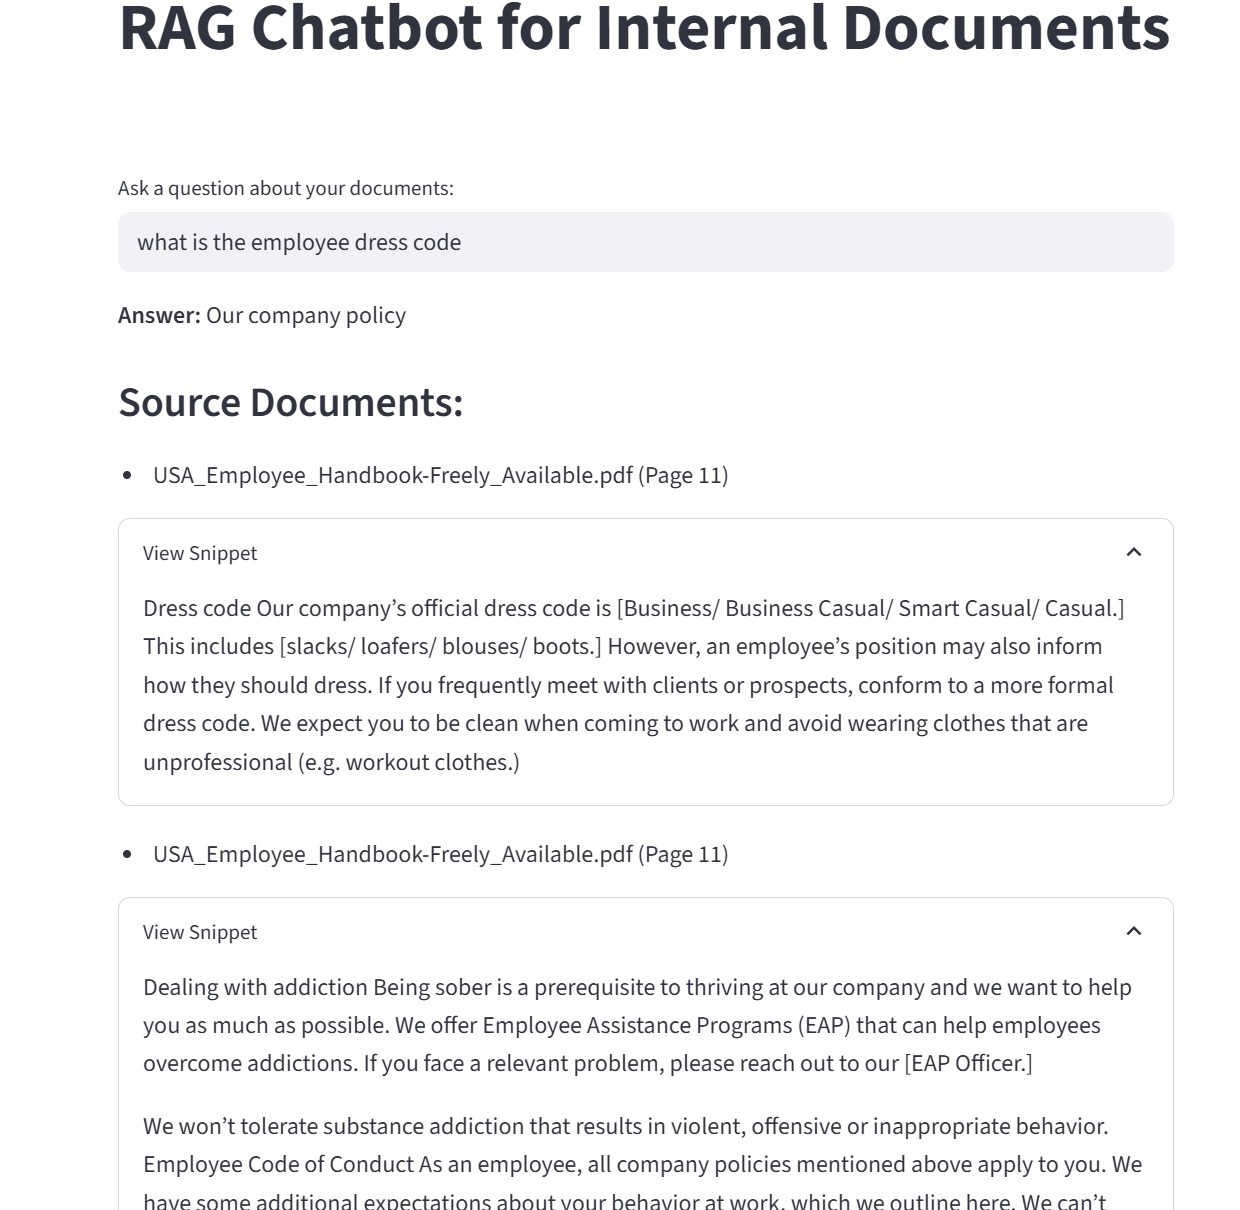 RAG Chatbot for Internal Documents
Ask a question about your documents:
what is the employee dress code
Answer: Our company policy
Source Documents:
• USA_Employee_Handbook-Freely_Available.pdf (Page 11)
View Snippet
Dress code Our company’s official dress code is [Business/ Business Casual/ Smart Casual/ Casual.]
This includes [slacks/ loafers/ blouses/ boots.] However, an employee’s position may also inform
how they should dress. If you frequently meet with clients or prospects, conform to a more formal
dress code. We expect you to be clean when coming to work and avoid wearing clothes that are
unprofessional (e.g. workout clothes.)
• USA_Employee_Handbook-Freely_Available.pdf (Page 11)
View Snippet
Dealing with addiction Being sober is a prerequisite to thriving at our company and we want to help
you as much as possible. We offer Employee Assistance Programs (EAP) that can help employees
overcome addictions. If you face a relevant problem, please reach out to our [EAP Officer.]
We won’t tolerate substance addiction that results in violent, offensive or inappropriate behavior.
Employee Code of Conduct As an employee, all company policies mentioned above apply to you. We
have some additional expectations about your behavior at work, which we outline here. We can’t